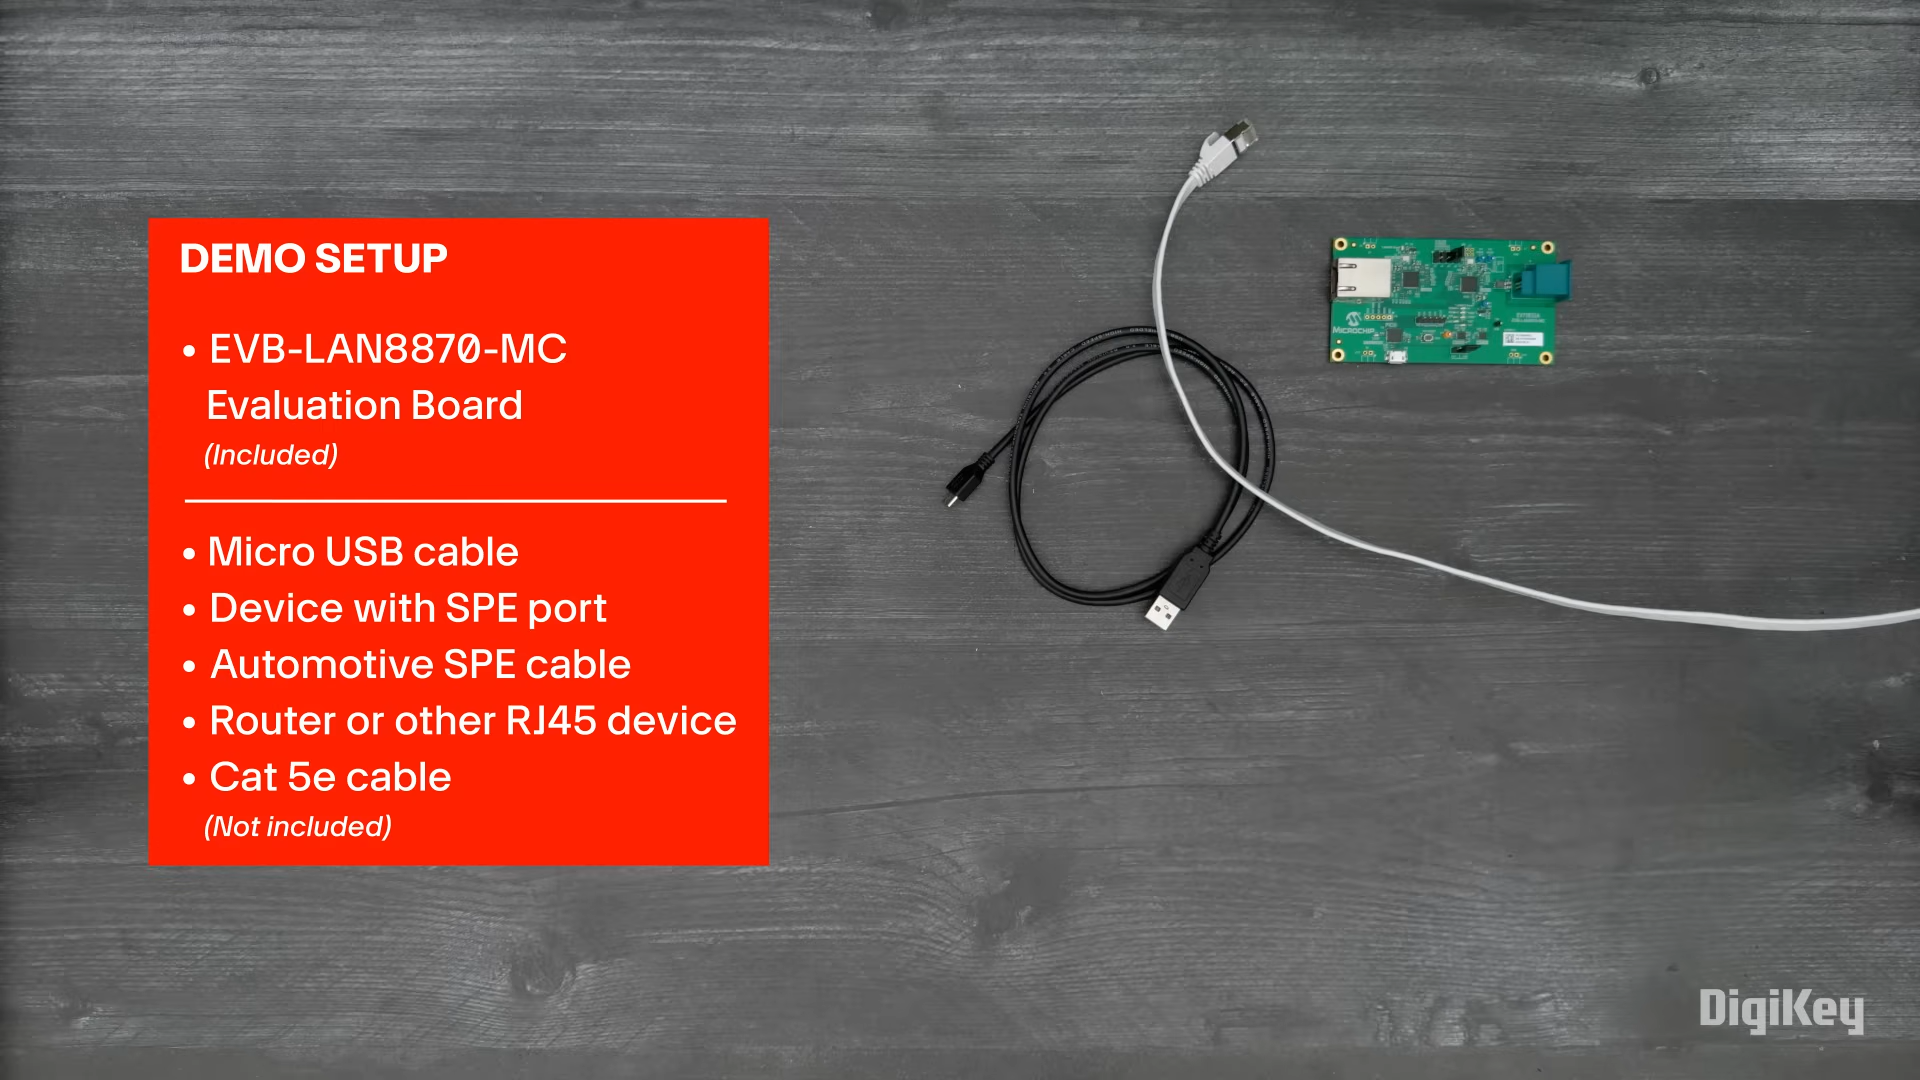 DEMO SETUP
• EVB-LAN8870-MC
Evaluation Board
(Included)
• Micro USB cable
• Device with SPE port
• Automotive SPE cable
• Router or other RJ45 device
• Cat 5e cable
(Not included)
MICROCHIP
DigiKey